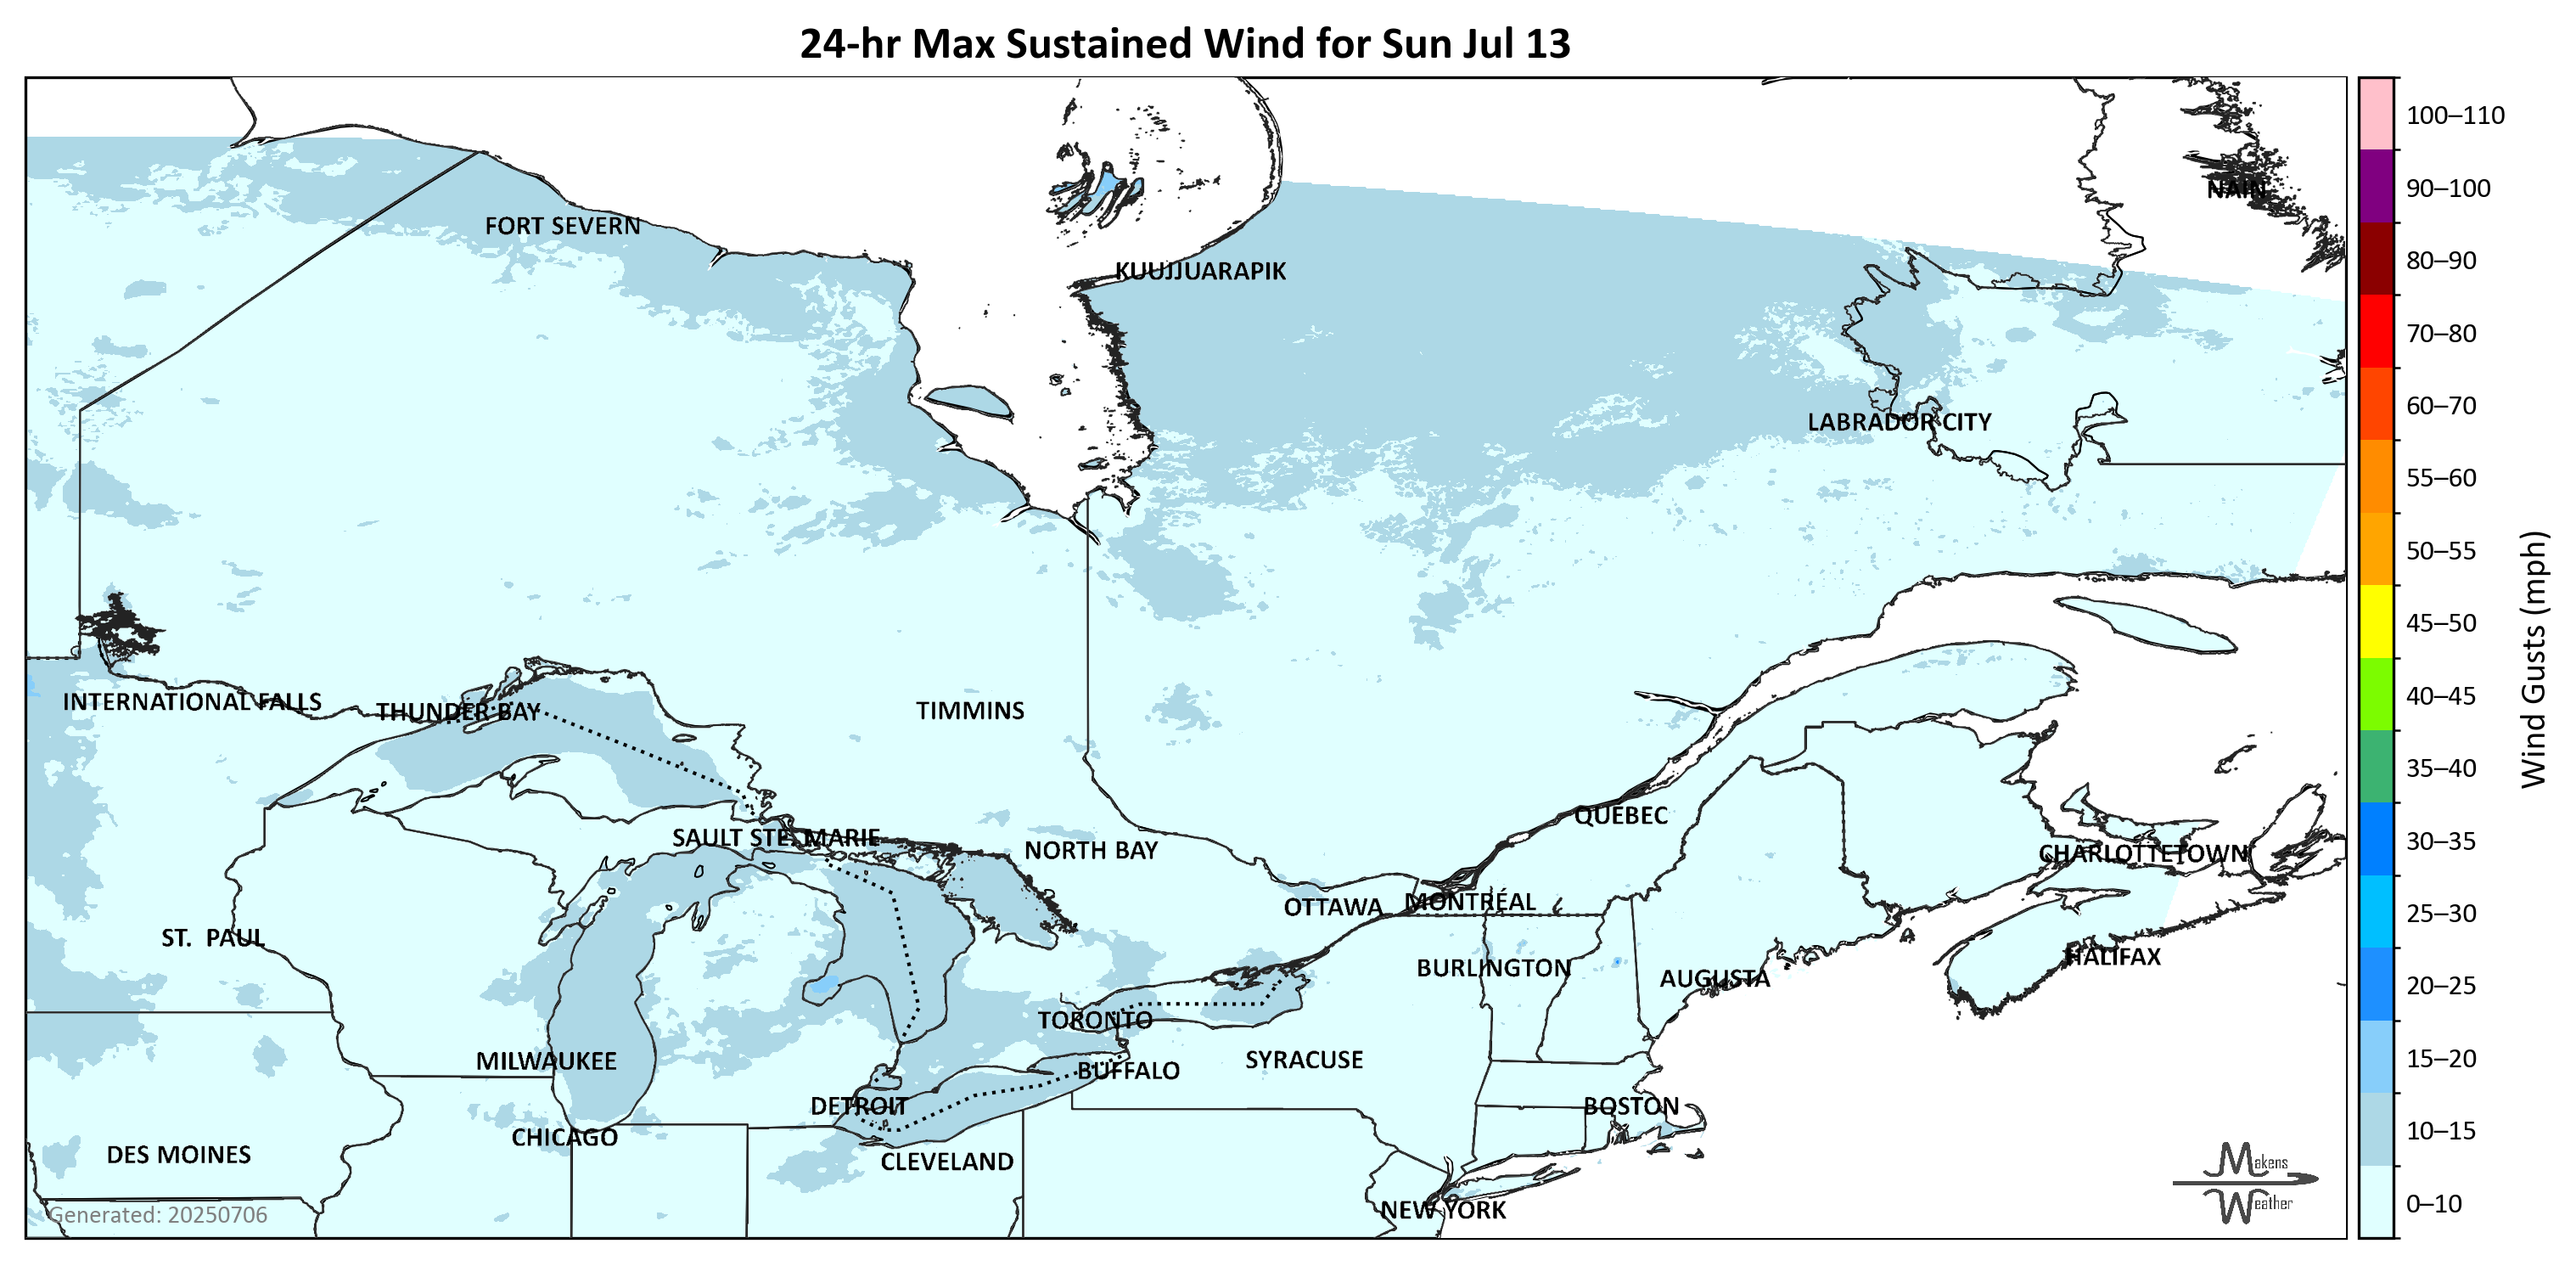 24-hr Max Sustained Wind for Sun Jul 13
100–110
90–100
NAIN
FORT SEVERN
80–90
KUUJJUARAPIK
70–80
60–70
LABRADOR CITY
55–60
50–55
45–50
Wind Gusts (mph)
40–45
INTERNATIONAL FALLS
THUNDER BAY
TIMMINS
35–40
QUEBEC
30–35
SAULT STE. MARIE
NORTH BAY
CHARLOTTETOWN
OTTAWA
MONTRÉAL
25–30
ST. PAUL
HALIFAX
BURLINGTON
AUGUSTA
20–25
TORONTO
MILWAUKEE
SYRACUSE
15–20
BUFFALO
DETROIT
BOSTON
CHICAGO
10–15
DES MOINES
CLEVELAND
Makens
Weather
0–10
NEW YORK
Generated: 20250706